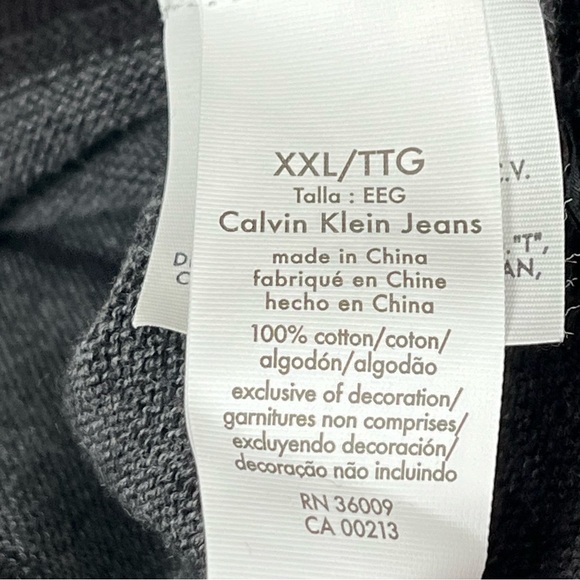 XXL/TTG
Talla : EEG
Calvin Klein Jeans
made in China
fabriqué en Chine
hecho en China
100% cotton/coton/
algodón/algodão
exclusive of decoration/
garnitures non comprises/
excluyendo decoración/
decoração não incluindo
RN 36009
CA 00213
.V.
"T",